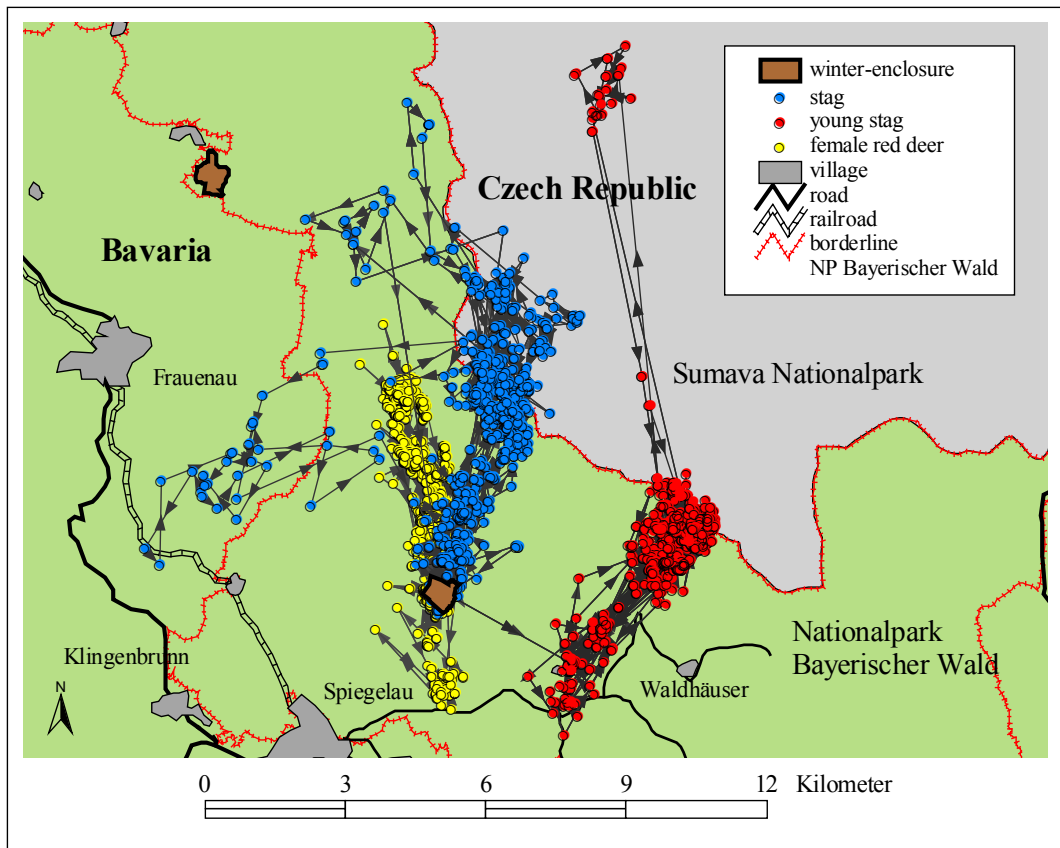 winter-enclosure
stag
young stag
female red deer
village
road
railroad
borderline
NP Bayerischer Wald
Czech Republic
Bavaria
Frauenau
Sumava Nationalpark
Nationalpark
Bayerischer Wald
Klingenbrunn
Spiegelau
Waldhäuser
N
0 3 6 9 12 Kilometer